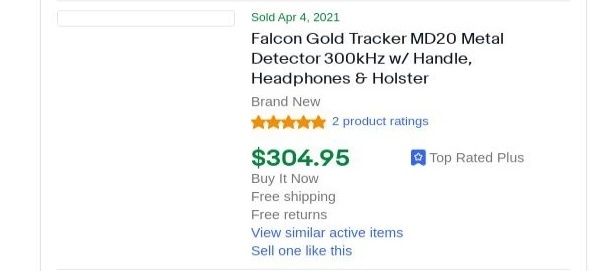 Sold Apr 4, 2021
Falcon Gold Tracker MD20 Metal
Detector 300kHz w/ Handle,
Headphones & Holster
Brand New
2 product ratings
$304.95
Top Rated Plus
Buy It Now
Free shipping
Free returns
View similar active items
Sell one like this